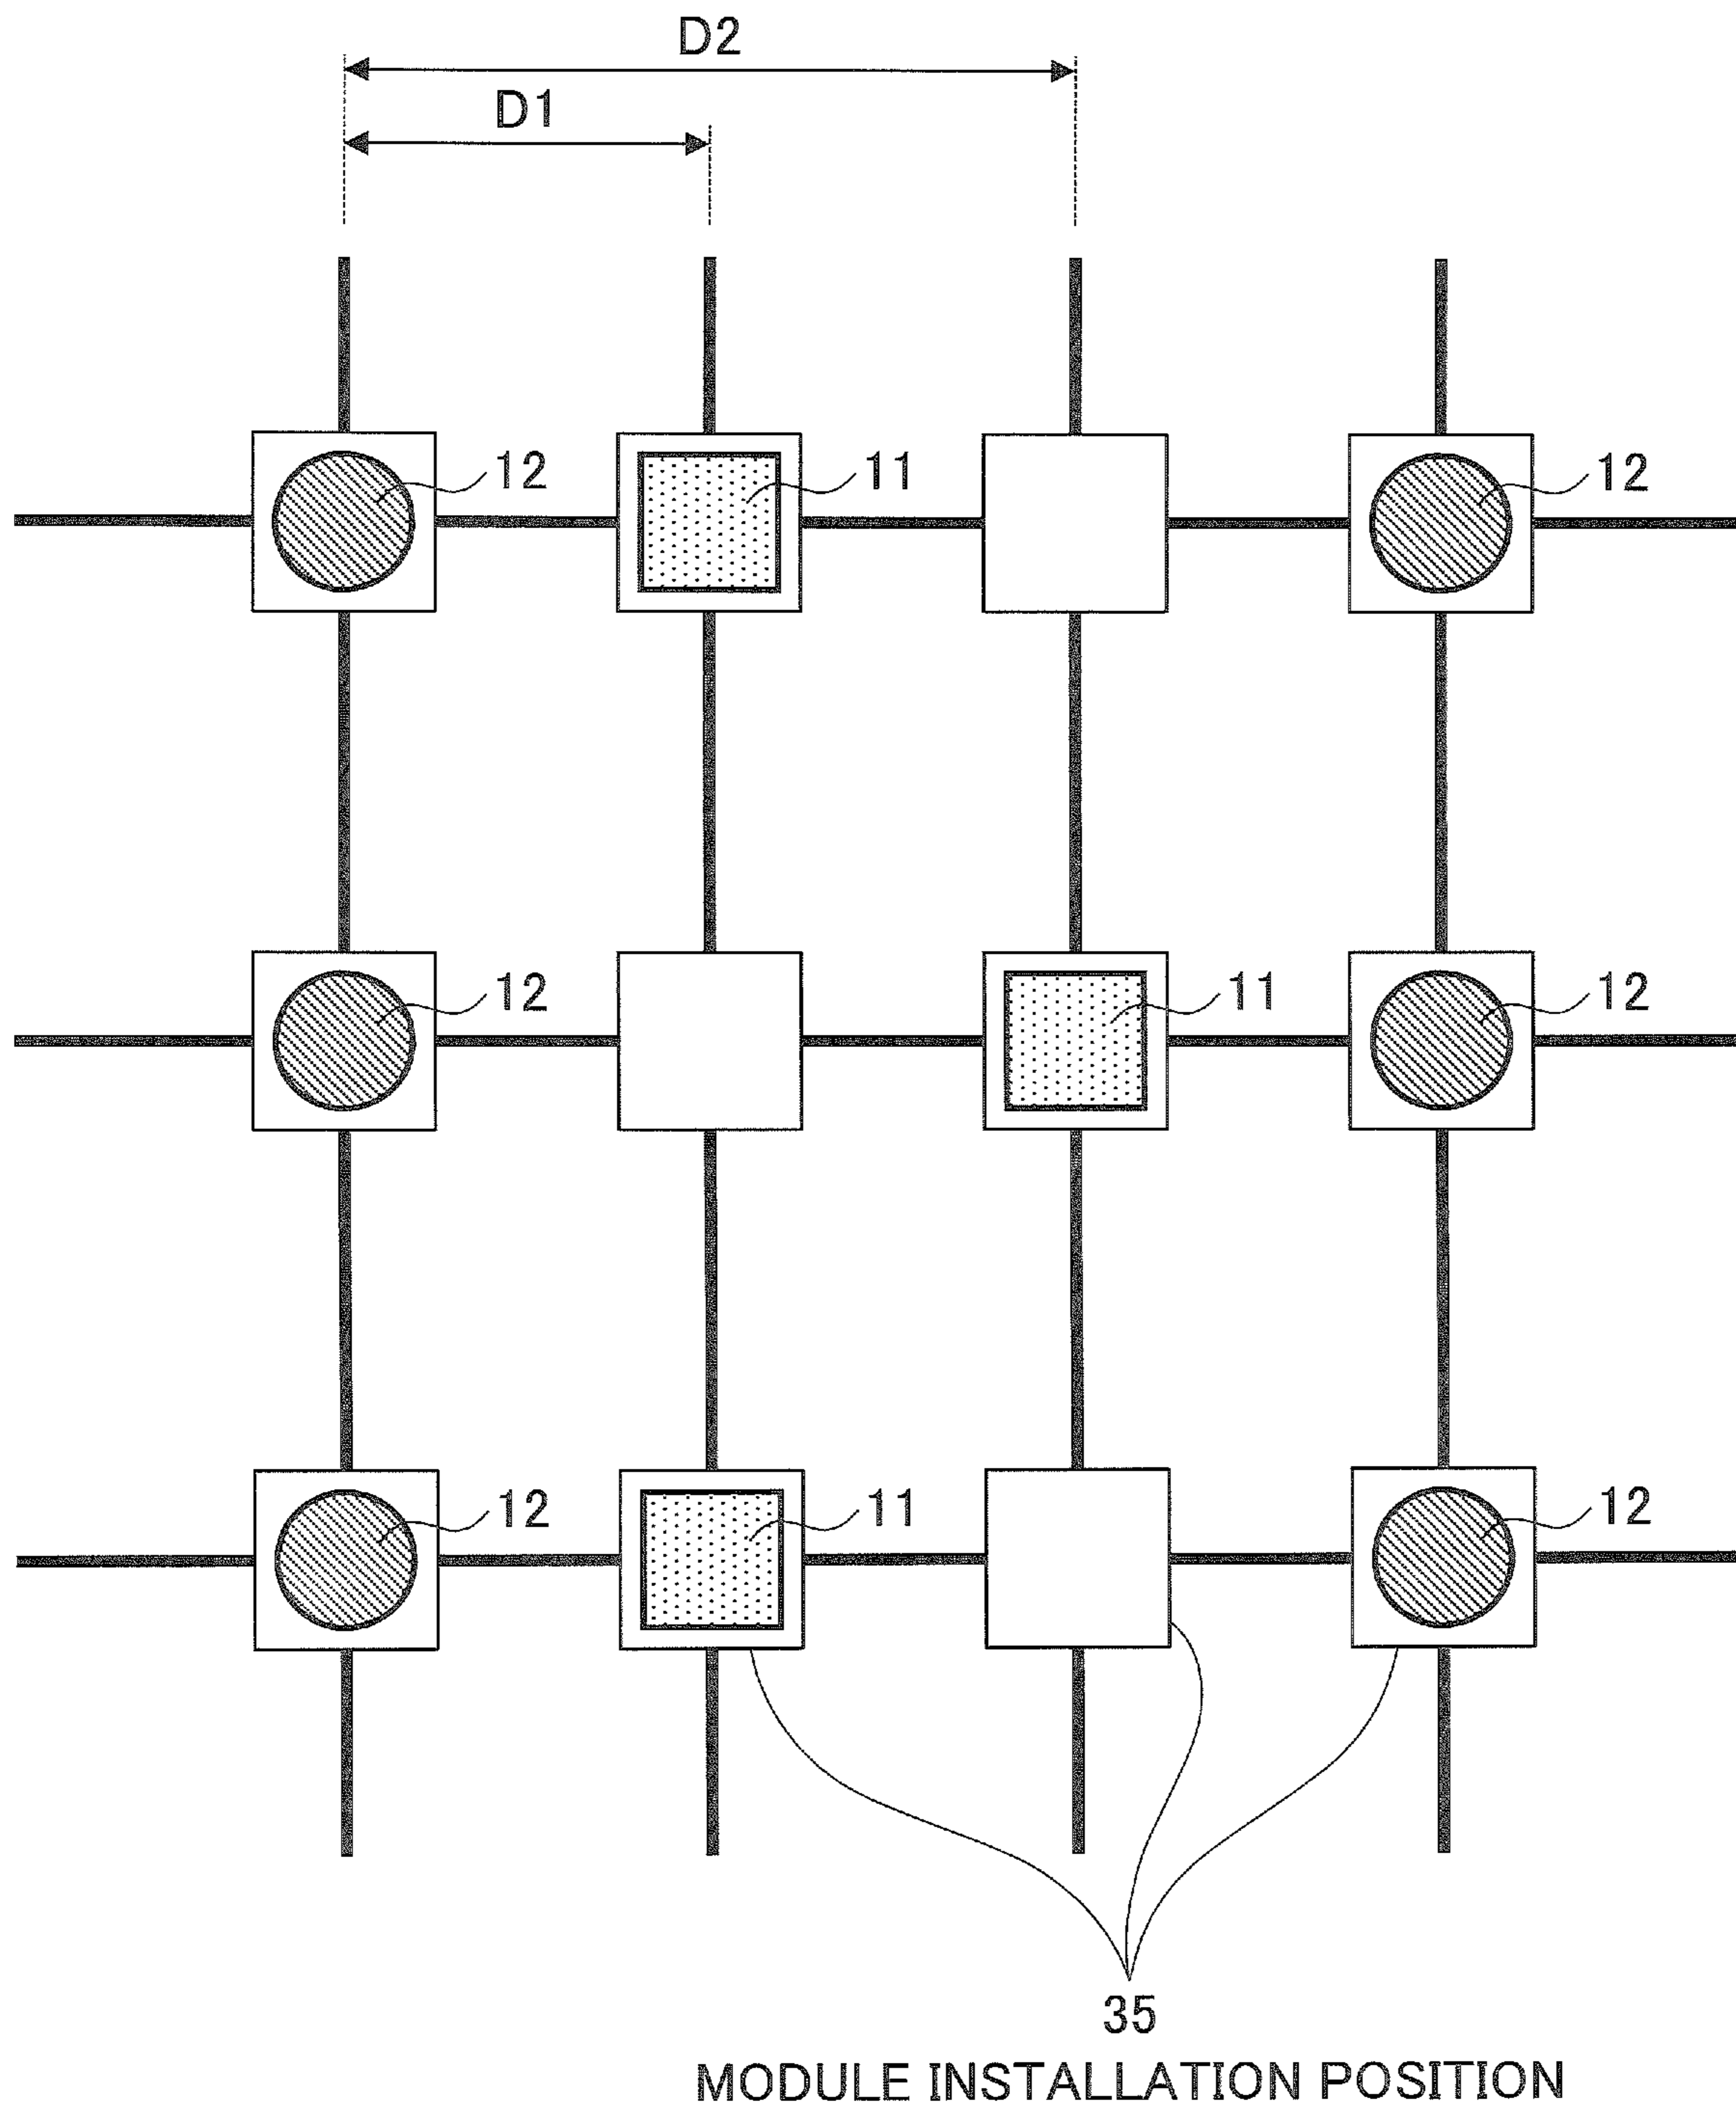 D2
D1
12 11 12
12 11 12
12 11 12
35
MODULE INSTALLATION POSITION